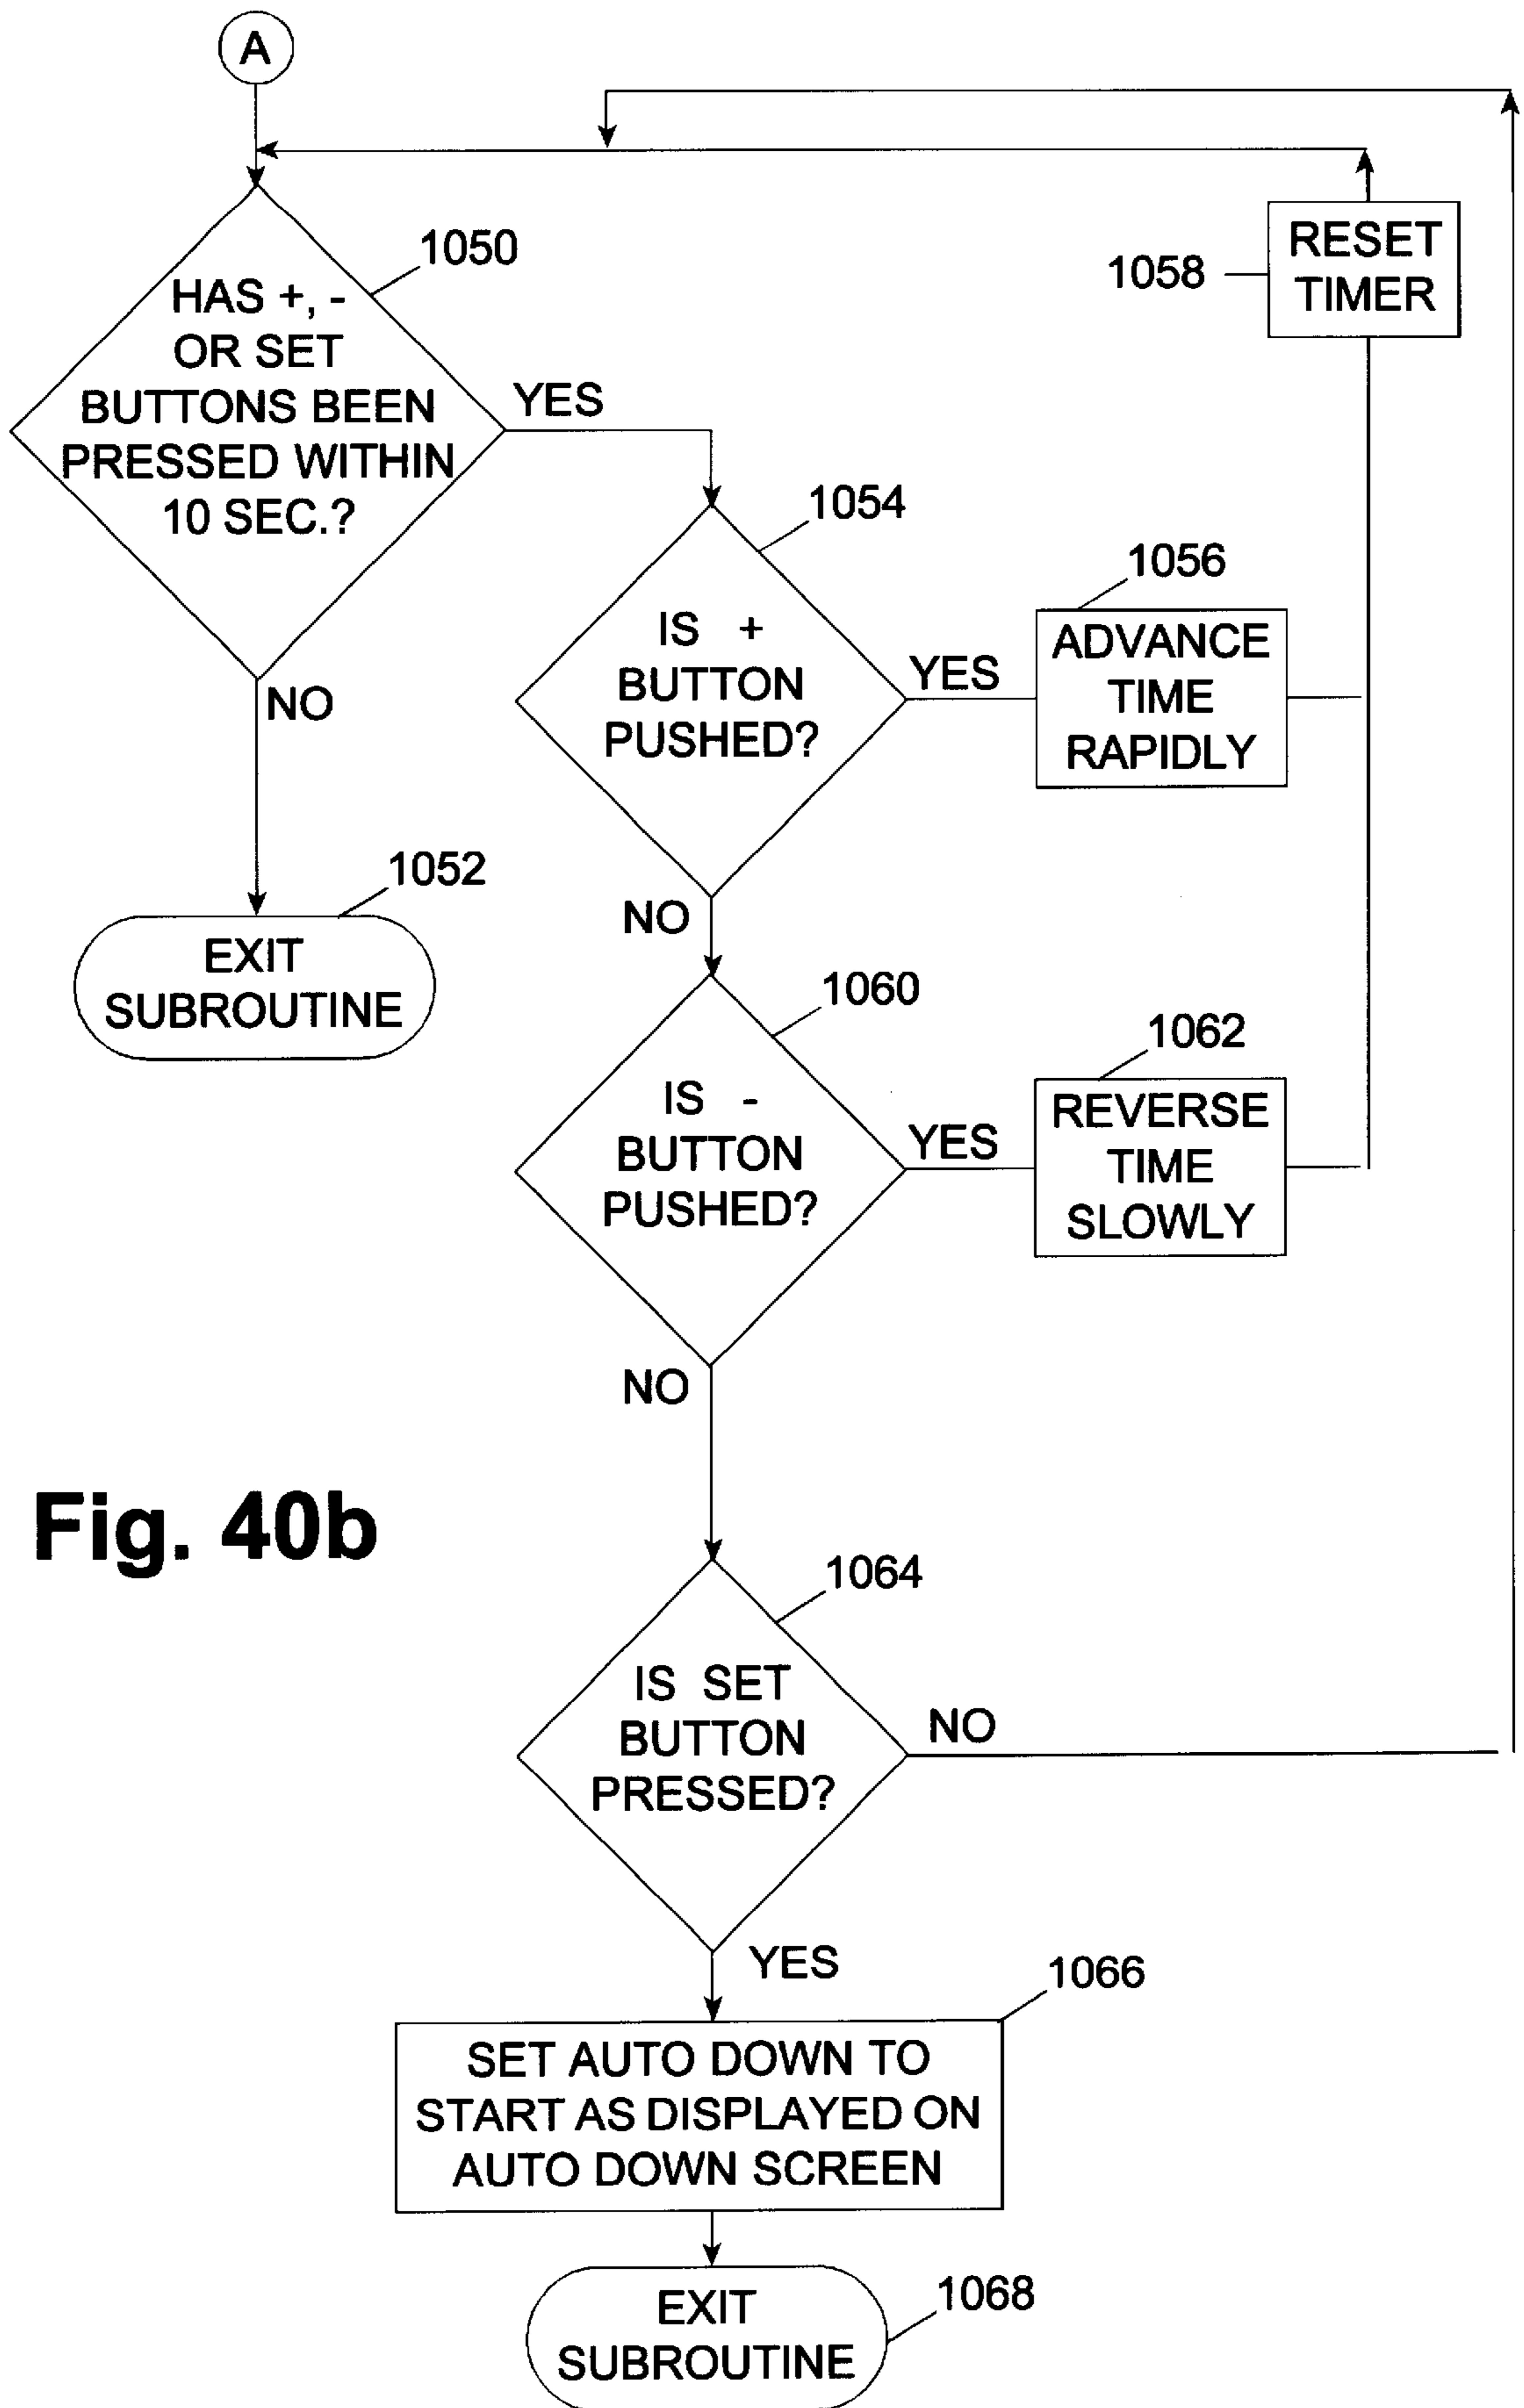 A
1050
HAS +, -
OR SET
BUTTONS BEEN
PRESSED WITHIN
10 SEC.?
YES
NO
1052
EXIT
SUBROUTINE
1054
IS + 
BUTTON
PUSHED?
YES
NO
1056
ADVANCE
TIME
RAPIDLY
1058
RESET
TIMER
1060
IS -
BUTTON
PUSHED?
YES
NO
1062
REVERSE
TIME
SLOWLY
1064
IS SET
BUTTON
PRESSED?
NO
YES
1066
SET AUTO DOWN TO
START AS DISPLAYED ON
AUTO DOWN SCREEN
1068
EXIT
SUBROUTINE
Fig. 40b